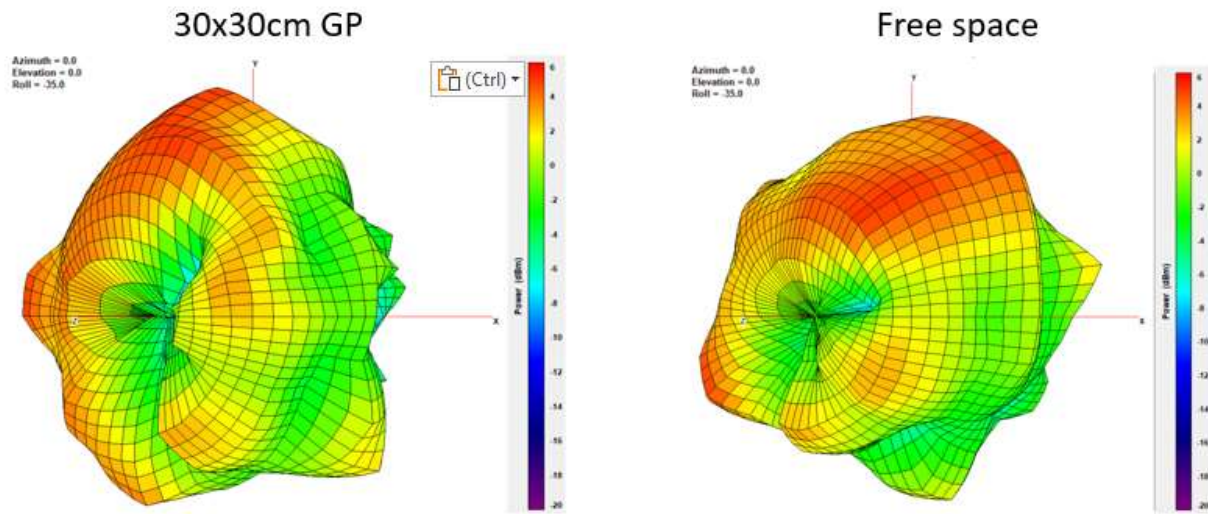 30x30cm GP
Free space
Azimuth = 0.0
Elevation = 0.0
Roll = -35.0
Y
(Ctrl)
Z
X
Power (dBm)
6
4
2
0
-2
-4
-6
-8
-10
-12
-14
-16
-18
-20
Azimuth = 0.0
Elevation = 0.0
Roll = -35.0
Y
Z
X
Power (dBm)
6
4
2
0
-2
-4
-6
-8
-10
-12
-14
-16
-18
-20